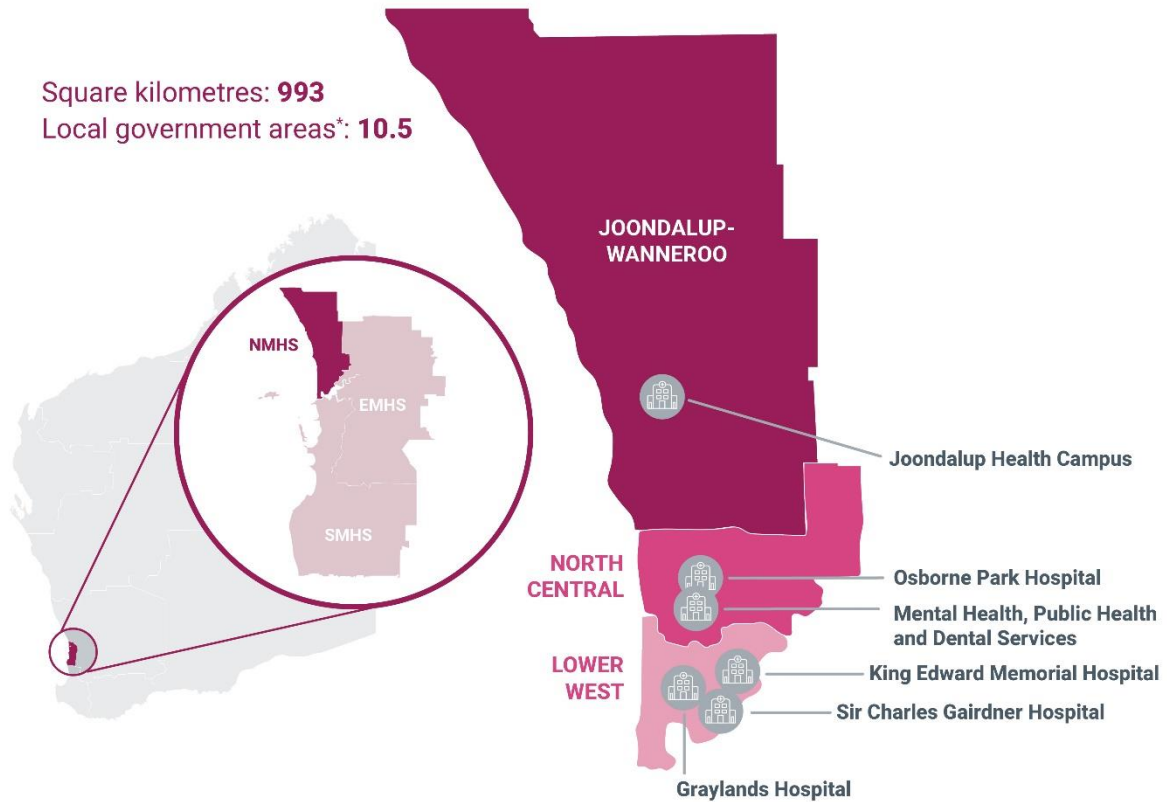 Square kilometres: 993
Local government areas*: 10.5
JOONDALUP-
WANNEROO
NMHS
EMHS
SMHS
Joondalup Health Campus
NORTH
CENTRAL
Osborne Park Hospital
Mental Health, Public Health
and Dental Services
LOWER
WEST
King Edward Memorial Hospital
Sir Charles Gairdner Hospital
Graylands Hospital